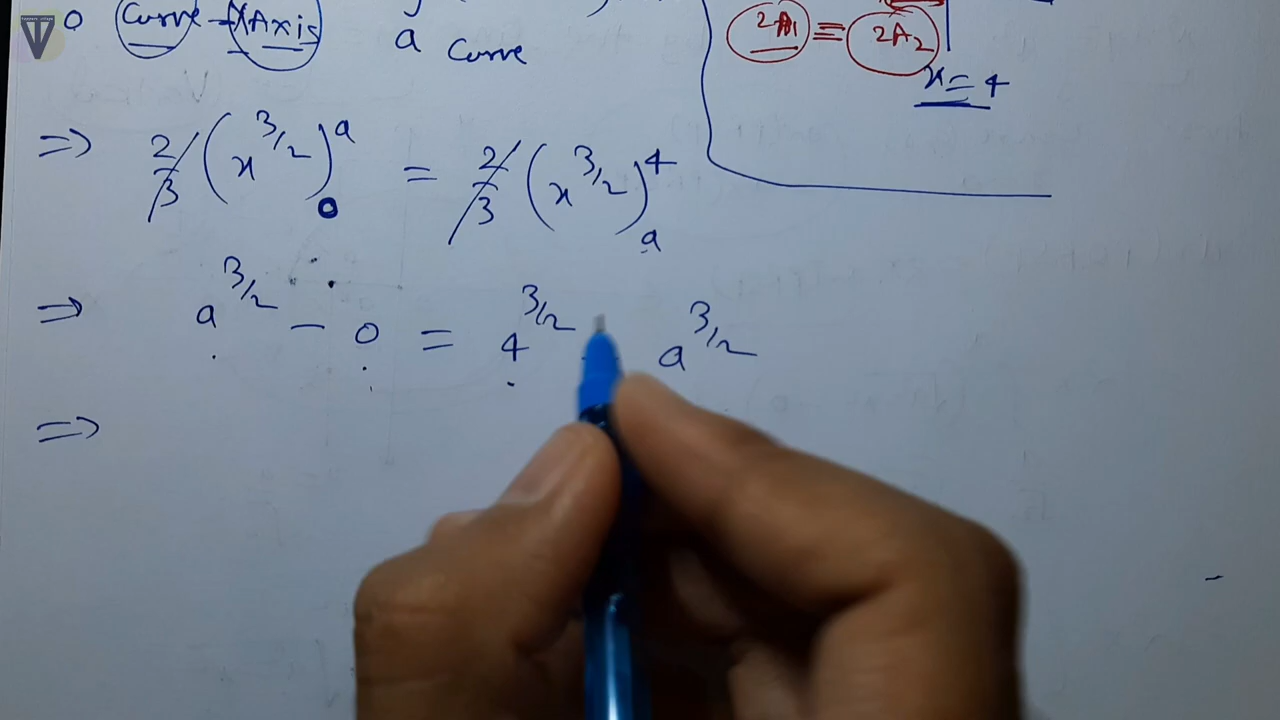 0 Curve - X Axis a Curve
2A1 ≡ 2A2
x = 4
⇒ 2/3 (x^3/2)^a_0 = 2/3 (x^3/2)^4_a
⇒ a^3/2 - 0 = 4^3/2 a^3/2
⇒